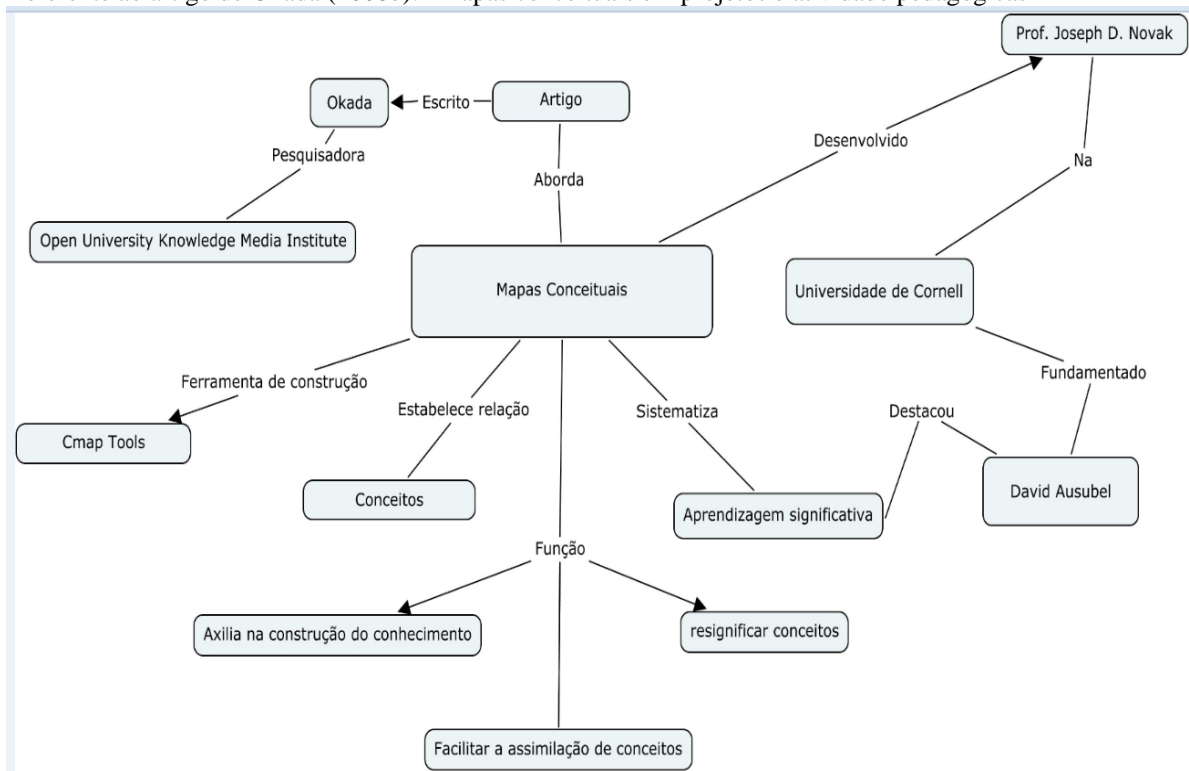 Prof. Joseph D. Novak
Okada
Escrito
Artigo
Desenvolvido
Pesquisadora
Na
Aborda
Open University Knowledge Media Institute
Mapas Conceituais
Universidade de Cornell
Ferramenta de construção
Estabelece relação
Sistematiza
Destacou
Fundamentado
Cmap Tools
Conceitos
Aprendizagem significativa
David Ausubel
Função
Axilia na construção do conhecimento
resignificar conceitos
Facilitar a assimilação de conceitos